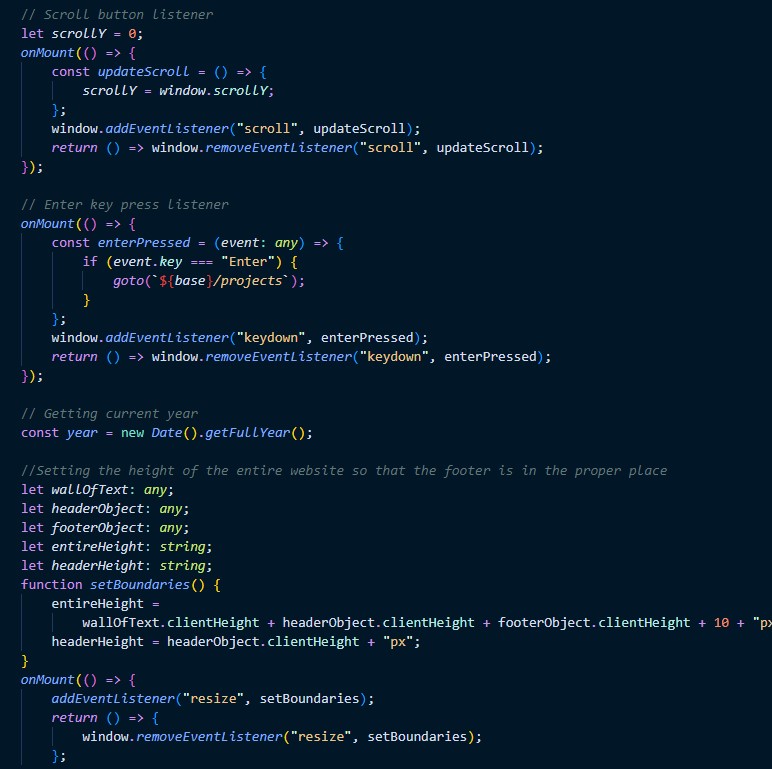 // Scroll button listener
let scrollY = 0;
onMount(() => {
    const updateScroll = () => {
        scrollY = window.scrollY;
    };
    window.addEventListener("scroll", updateScroll);
    return () => window.removeEventListener("scroll", updateScroll);
});

// Enter key press listener
onMount(() => {
    const enterPressed = (event: any) => {
        if (event.key === "Enter") {
            goto(`${base}/projects`);
        }
    };
    window.addEventListener("keydown", enterPressed);
    return () => window.removeEventListener("keydown", enterPressed);
});

// Getting current year
const year = new Date().getFullYear();

//Setting the height of the entire website so that the footer is in the proper place
let wallOfText: any;
let headerObject: any;
let footerObject: any;
let entireHeight: string;
let headerHeight: string;
function setBoundaries() {
    entireHeight =
        wallOfText.clientHeight + headerObject.clientHeight + footerObject.clientHeight + 10 + "px
    headerHeight = headerObject.clientHeight + "px";
}
onMount(() => {
    addEventListener("resize", setBoundaries);
    return () => {
        window.removeEventListener("resize", setBoundaries);
    };